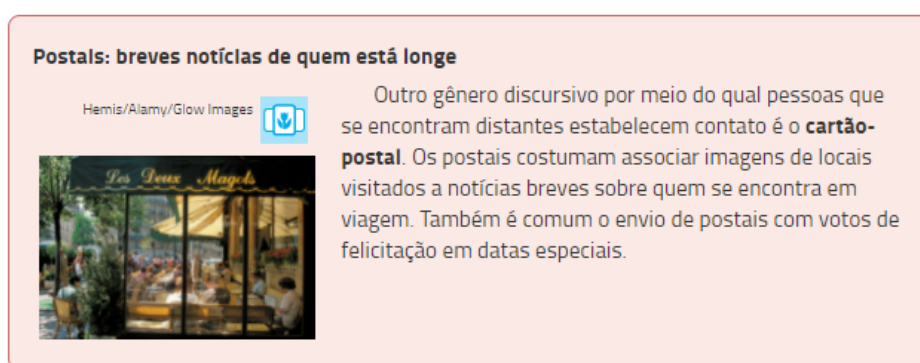 Postais: breves notícias de quem está longe
Hemis/Alamy/Glow Images
Outro gênero discursivo por meio do qual pessoas que
se encontram distantes estabelecem contato é o cartão-
postal. Os postais costumam associar imagens de locais
visitados a notícias breves sobre quem se encontra em
viagem. Também é comum o envio de postais com votos de
felicitação em datas especiais.
Les Deux Magots